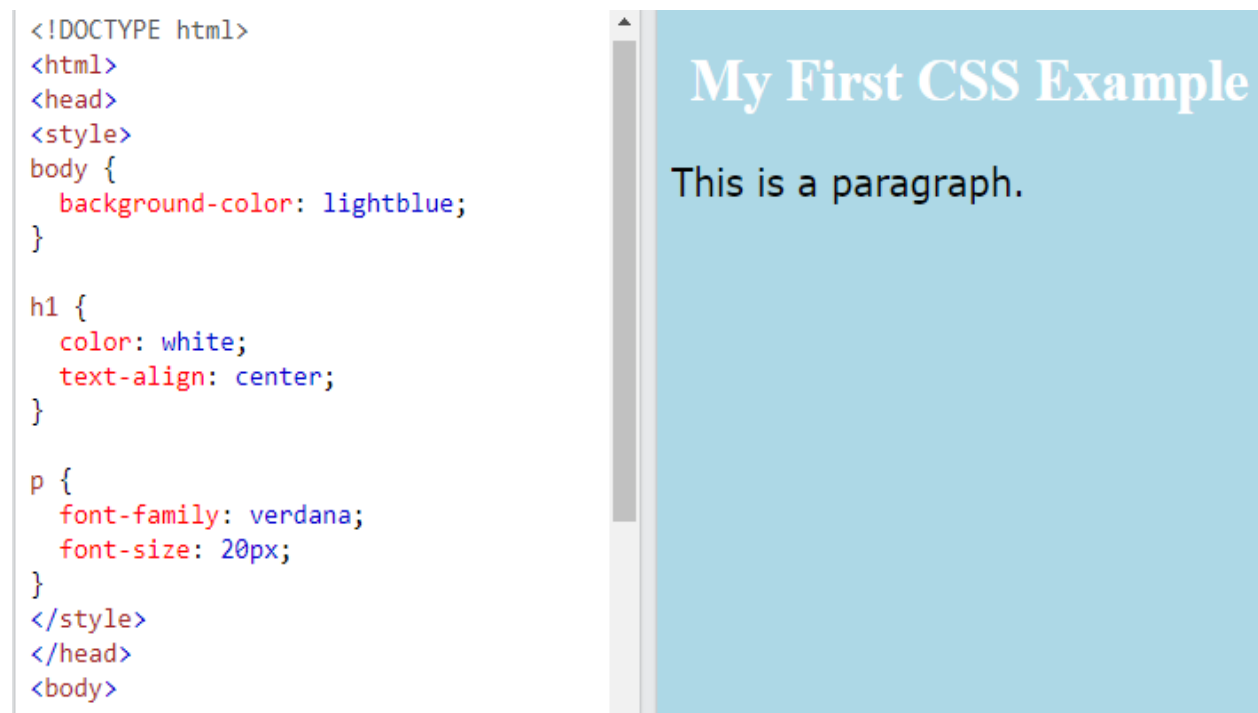 <!DOCTYPE html>
<html>
<head>
<style>
body {
  background-color: lightblue;
}

h1 {
  color: white;
  text-align: center;
}

p {
  font-family: verdana;
  font-size: 20px;
}
</style>
</head>
<body>
My First CSS Example
This is a paragraph.